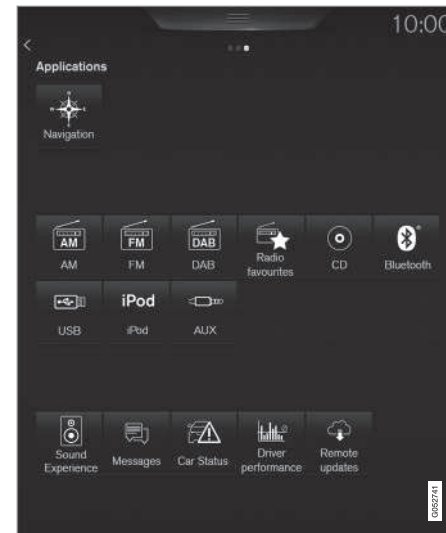 10:00
Applications
Navigation
AM
FM
DAB
AM
FM
DAB
Radio
favourites
CD
Bluetooth
iPod
USB
iPod
AUX
Sound
Experience
Messages
Car Status
Driver
performance
Remote
updates
G052741